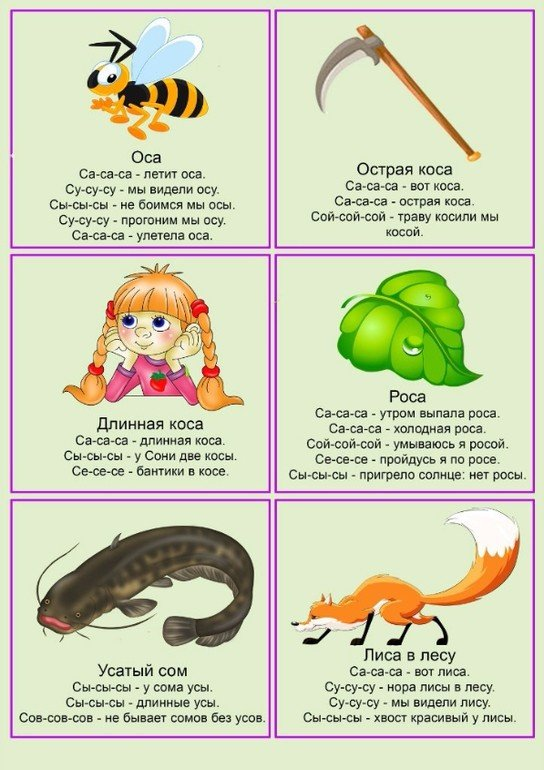 Оса
Са-са-са - летит оса.
Су-су-су - мы видели осу.
Сы-сы-сы - не боимся мы осы.
Су-су-су - прогоним мы осу.
Са-са-са - улетела оса.
Острая коса
Са-са-са - вот коса.
Са-са-са - острая коса.
Сой-сой-сой - траву косили мы
косой.
Длинная коса
Са-са-са - длинная коса.
Сы-сы-сы - у Сони две косы.
Се-се-се - бантики в косе.
Роса
Са-са-са - утром выпала роса.
Са-са-са - холодная роса.
Сой-сой-сой - умываюсь я росой.
Се-се-се - пройдусь я по росе.
Сы-сы-сы - пригрело солнце: нет росы.
Усатый сом
Сы-сы-сы - у сома усы.
Сы-сы-сы - длинные усы.
Сов-сов-сов - не бывает сомов без усов.
Лиса в лесу
Са-са-са - вот лиса.
Су-су-су - нора лисы в лесу.
Су-су-су - мы видели лису.
Сы-сы-сы - хвост красивый у лисы.